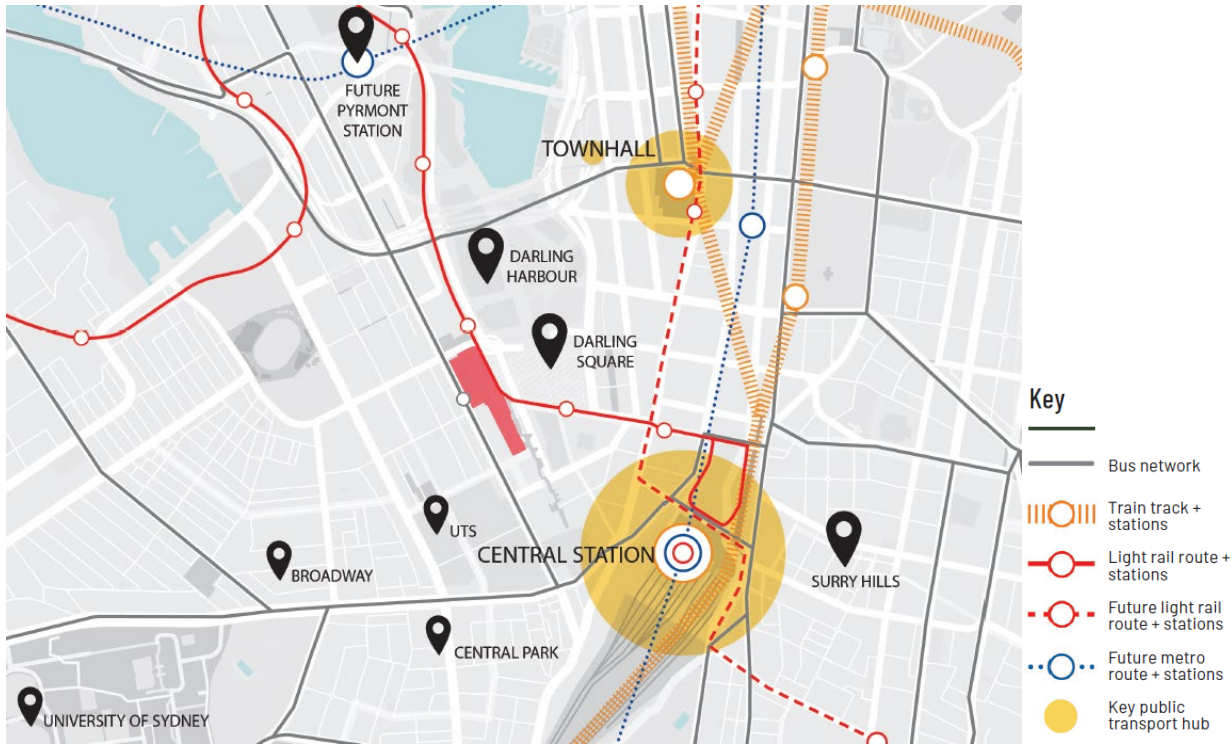 FUTURE
PYRMONT
STATION
TOWNHALL
DARLING
HARBOUR
DARLING
SQUARE
UTS
CENTRAL STATION
BROADWAY
SURRY HILLS
CENTRAL PARK
UNIVERSITY OF SYDNEY
Key
Bus network
Train track +
stations
Light rail route +
stations
Future light rail
route + stations
Future metro
route + stations
Key public
transport hub